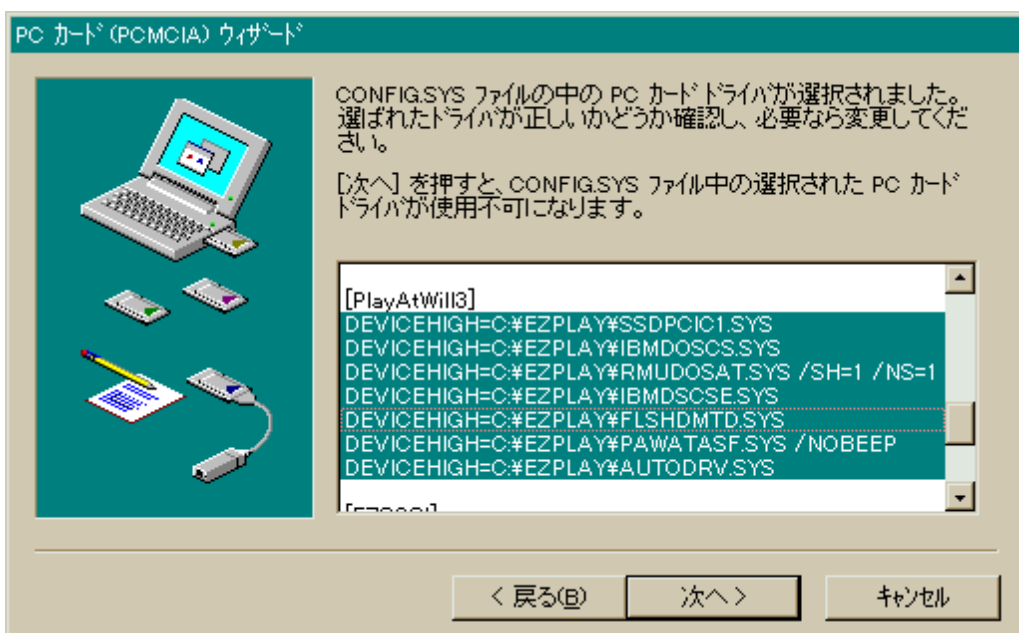 PC カード (PCMCIA) ウィザード
CONFIG.SYS ファイルの中の PC カード ドライバが選択されました。
選ばれたドライバが正しいかどうか確認し、必要なら変更してくだ
さい。
[次へ] を押すと、CONFIG.SYS ファイル中の選択された PC カード
ドライバが使用不可になります。
[PlayAtWill3]
DEVICEHIGH=C:¥EZPLAY¥SSDPCIC1.SYS
DEVICEHIGH=C:¥EZPLAY¥IBMDOSCS.SYS
DEVICEHIGH=C:¥EZPLAY¥RMUDOSAT.SYS /SH=1 /NS=1
DEVICEHIGH=C:¥EZPLAY¥IBMDSCSE.SYS
DEVICEHIGH=C:¥EZPLAY¥FLSHDMTD.SYS
DEVICEHIGH=C:¥EZPLAY¥PAWATASF.SYS /NOBEEP
DEVICEHIGH=C:¥EZPLAY¥AUTODRV.SYS
< 戻る(B)
次へ >
キャンセル